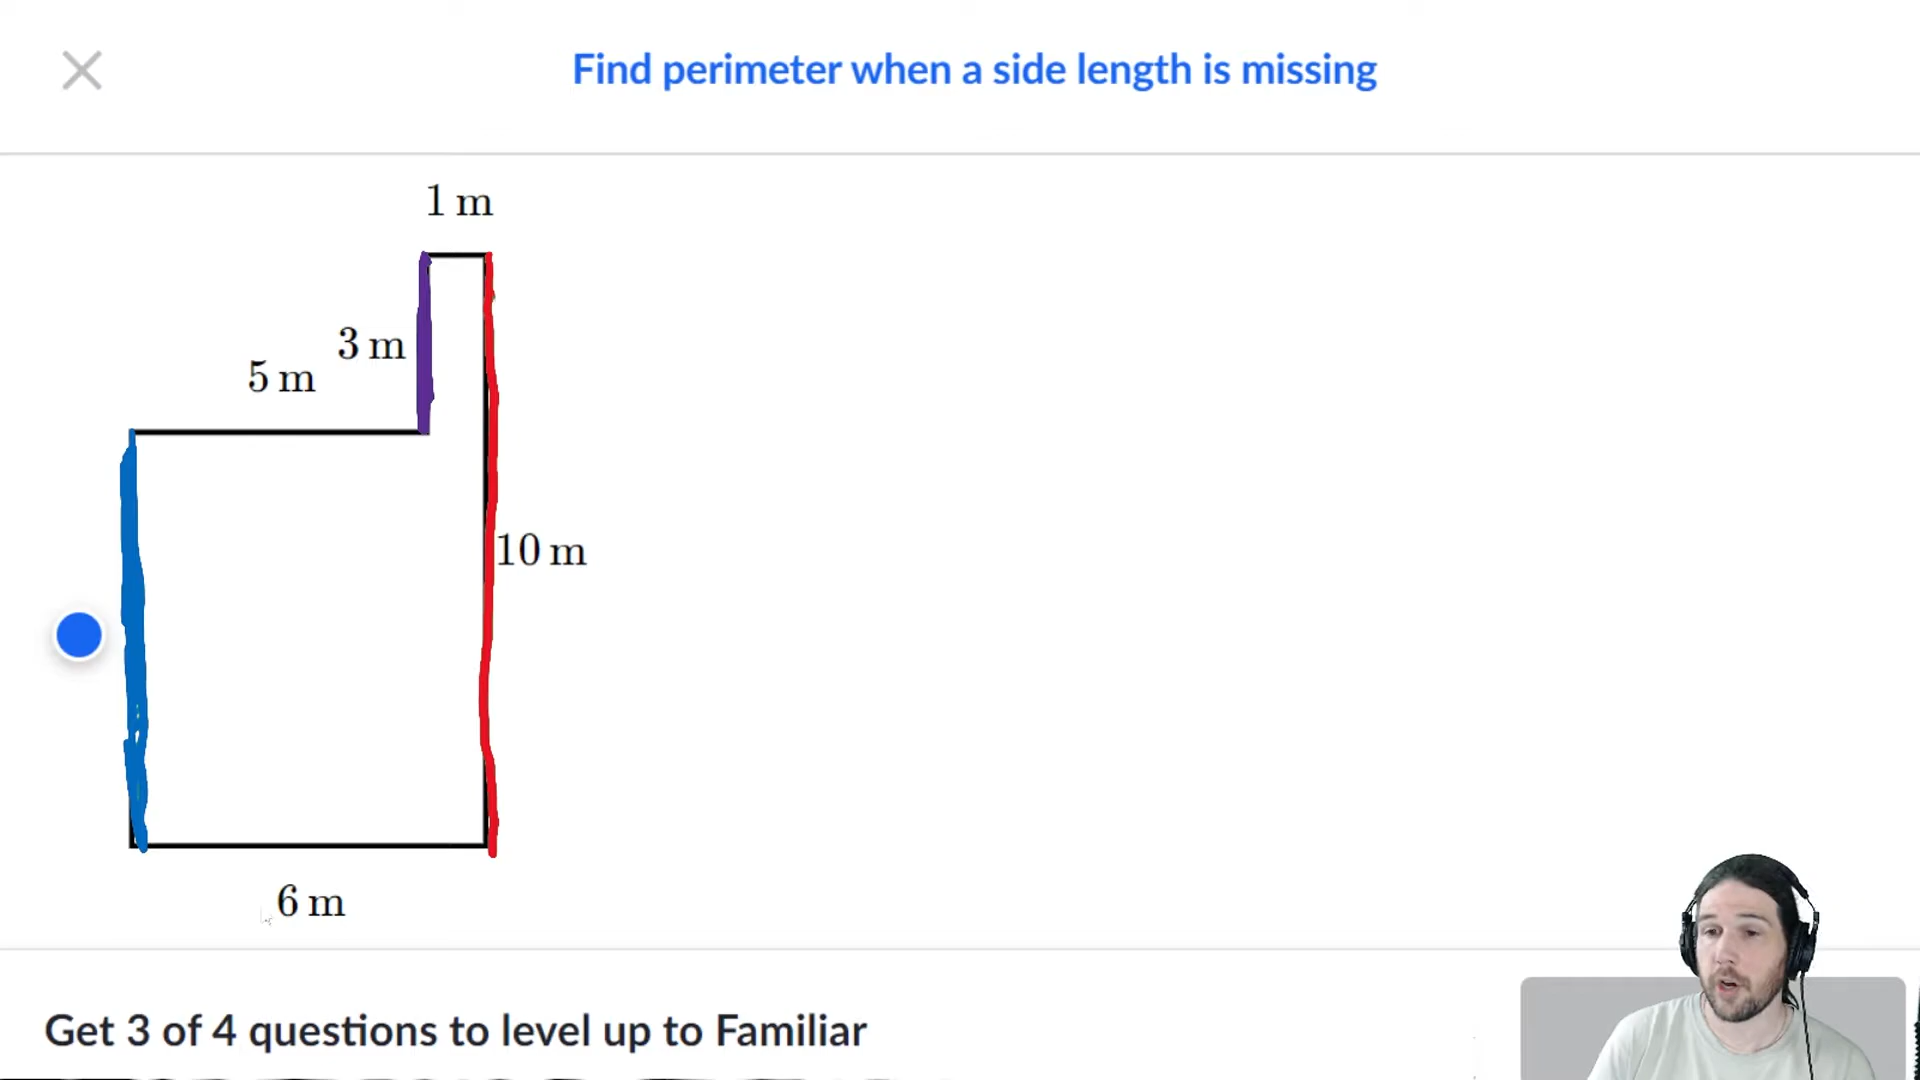 Find perimeter when a side length is missing
1 m
3 m
5 m
10 m
6 m
Get 3 of 4 questions to level up to Familiar